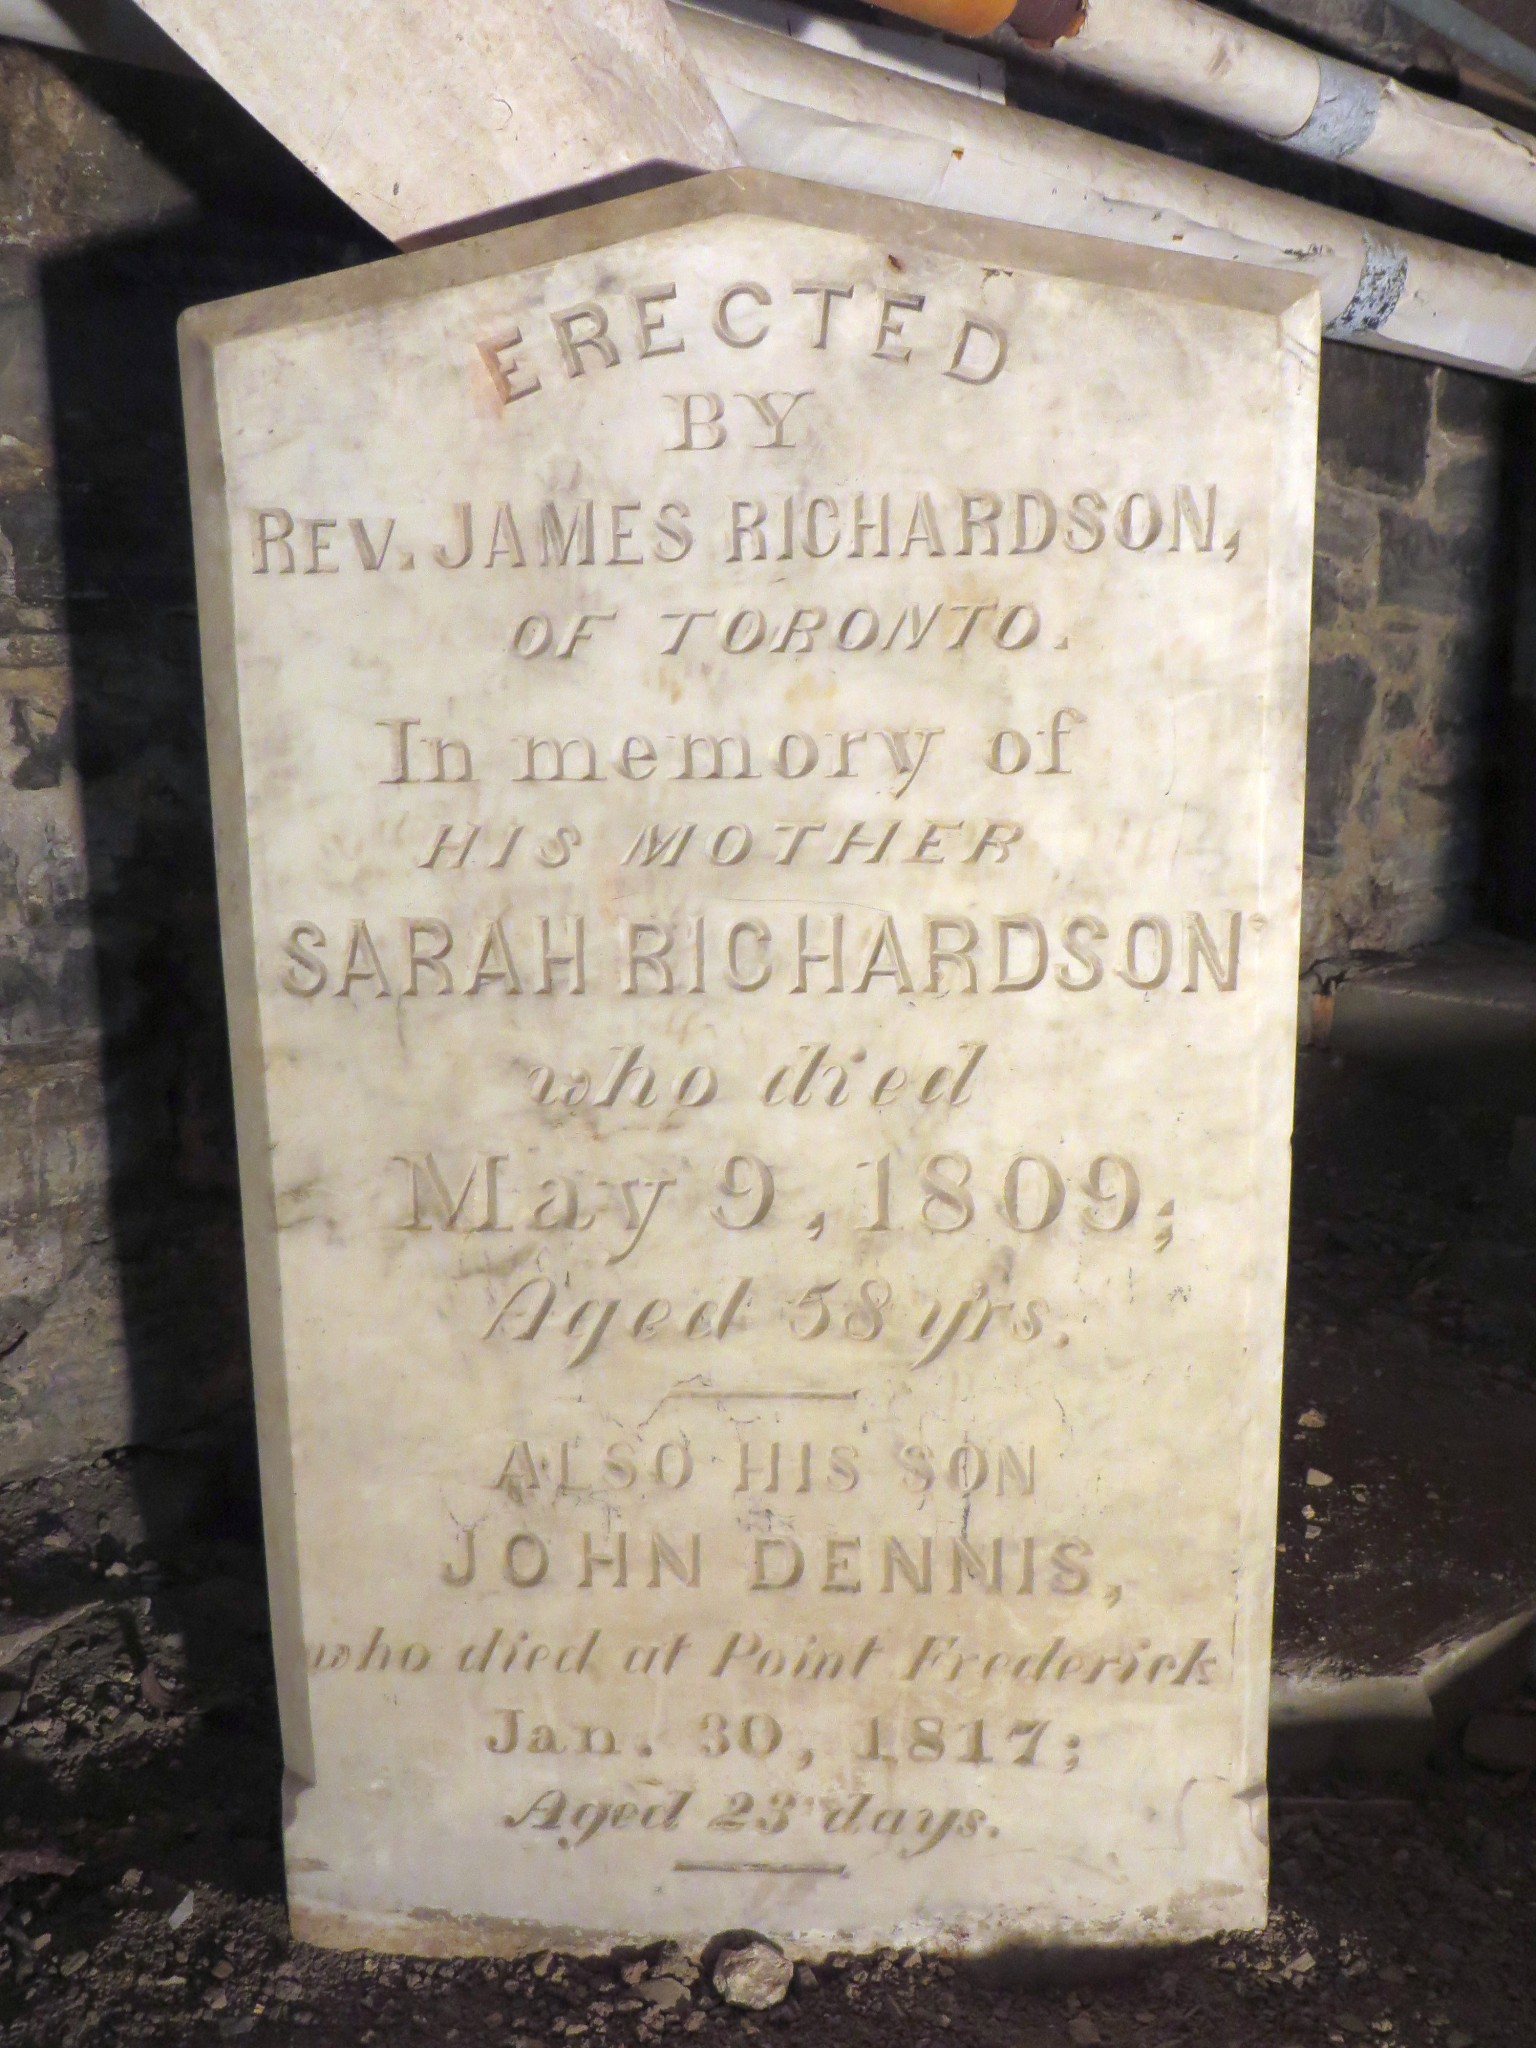 ERECTED
BY
REV. JAMES RICHARDSON,
OF TORONTO.
In memory of
HIS MOTHER
SARAH RICHARDSON
who died
May 9, 1809;
Aged 58 y'rs.
ALSO HIS SON
JOHN DENNIS,
who died at Point Frederick
Jan. 30, 1817;
Aged 23 days.